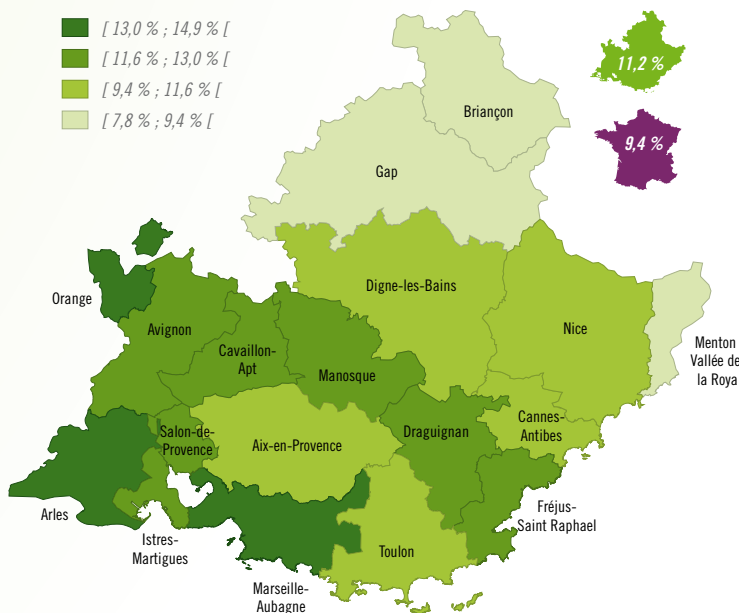 [ 13,0 % ; 14,9 % [
[ 11,6 % ; 13,0 % [
[ 9,4 % ; 11,6 % [
[ 7,8 % ; 9,4 % [
11,2 %
9,4 %
Briançon
Gap
Orange
Avignon
Digne-les-Bains
Nice
Menton
Vallée de
la Roya
Cavaillon-
Apt
Manosque
Salon-de-
Provence
Aix-en-Provence
Draguignan
Cannes-
Antibes
Arles
Istres-
Martigues
Marseille-
Aubagne
Toulon
Fréjus-
Saint Raphael